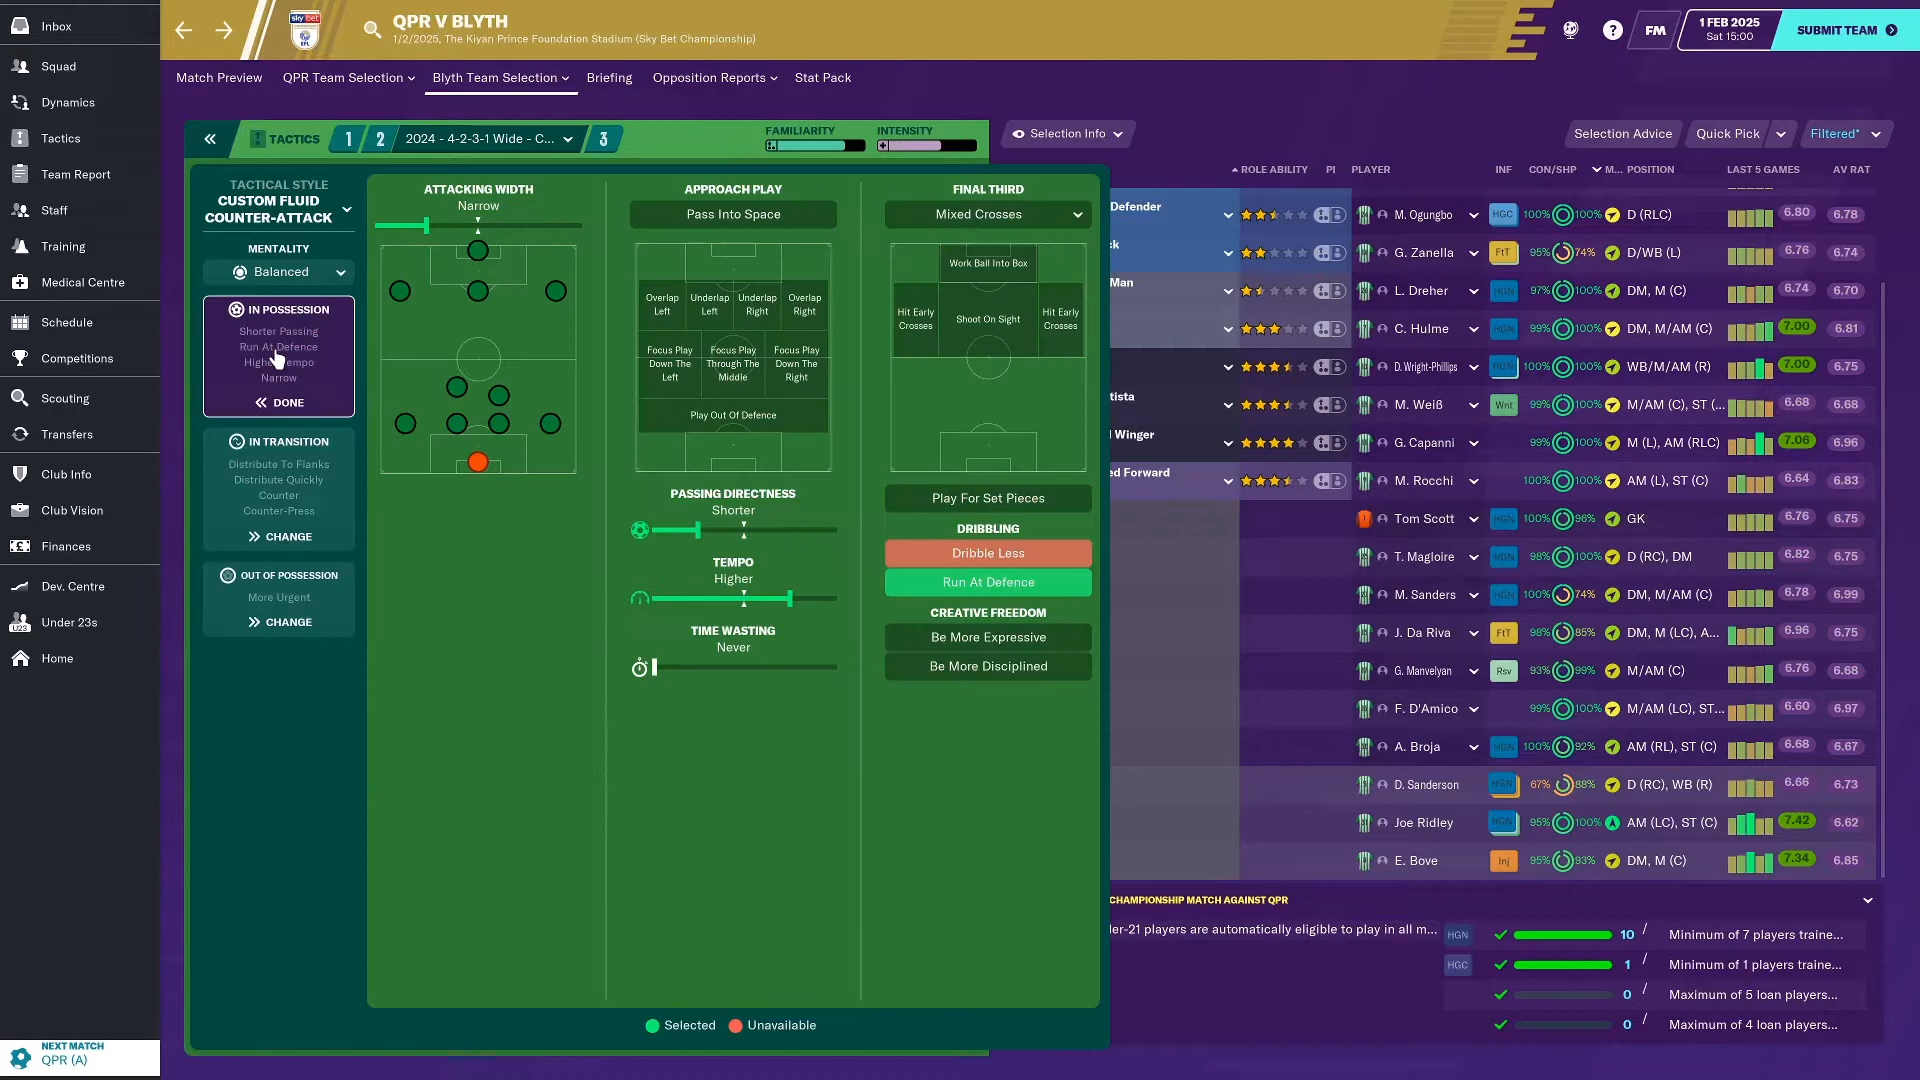 Inbox
Squad
Dynamics
Tactics
Team Report
Staff
Training
Medical Centre
Schedule
Competitions
Scouting
Transfers
Club Info
Club Vision
Finances
Dev. Centre
Under 23s
Home
NEXT MATCH
QPR (A)
sky bet
EFL
QPR V BLYTH
1/2/2025, The Kiyan Prince Foundation Stadium (Sky Bet Championship)
FM
1 FEB 2025
Sat 15:00
SUBMIT TEAM
Match Preview
QPR Team Selection
Blyth Team Selection
Briefing
Opposition Reports
Stat Pack
TACTICS
1
2
2024 - 4-2-3-1 Wide - C...
3
FAMILIARITY
INTENSITY
Selection Info
Selection Advice
Quick Pick
Filtered*
TACTICAL STYLE
CUSTOM FLUID
COUNTER-ATTACK
MENTALITY
Balanced
IN POSSESSION
Shorter Passing
Run At Defence
Higher Tempo
Narrow
DONE
IN TRANSITION
Distribute To Flanks
Distribute Quickly
Counter
Counter-Press
CHANGE
OUT OF POSSESSION
More Urgent
CHANGE
ATTACKING WIDTH
Narrow
APPROACH PLAY
Pass Into Space
Overlap Left
Underlap Left
Underlap Right
Overlap Right
Focus Play Down The Left
Focus Play Through The Middle
Focus Play Down The Right
Play Out Of Defence
PASSING DIRECTNESS
Shorter
TEMPO
Higher
TIME WASTING
Never
FINAL THIRD
Mixed Crosses
Work Ball Into Box
Hit Early Crosses
Shoot On Sight
Hit Early Crosses
Play For Set Pieces
DRIBBLING
Dribble Less
Run At Defence
CREATIVE FREEDOM
Be More Expressive
Be More Disciplined
Selected
Unavailable
ROLE ABILITY PI PLAYER INF CON/SHP M... POSITION LAST 5 GAMES AV RAT
Defender M. Ogungbo HGC 100% 100% D (RLC) 6.80 6.78
ck G. Zanella FtT 95% 74% D/WB (L) 6.76 6.74
Man L. Dreher HGN 97% 100% DM, M (C) 6.74 6.70
C. Hulme HGN 99% 100% DM, M/AM (C) 7.00 6.81
D. Wright-Phillips HGN 100% 100% WB/M/AM (R) 7.00 6.75
tista M. Weiß Wnt 99% 100% M/AM (C), ST (... 6.68 6.68
Winger G. Capanni 99% 100% M (L), AM (RLC) 7.06 6.96
ed Forward M. Rocchi 100% 100% AM (L), ST (C) 6.64 6.83
Tom Scott HGN 100% 96% GK 6.76 6.75
T. Magloire HGN 98% 100% D (RC), DM 6.82 6.75
M. Sanders HGN 100% 74% DM, M/AM (C) 6.78 6.99
J. Da Riva FtT 98% 85% DM, M (LC), A... 6.96 6.75
G. Manvelyan Rsv 93% 99% M/AM (C) 6.76 6.68
F. D'Amico 99% 100% M/AM (LC), ST... 6.60 6.97
A. Broja HGN 100% 92% AM (RL), ST (C) 6.68 6.67
D. Sanderson HGN 67% 88% D (RC), WB (R) 6.66 6.73
Joe Ridley HGN 95% 100% AM (LC), ST (C) 7.42 6.62
E. Bove Inj 95% 93% DM, M (C) 7.34 6.85
CHAMPIONSHIP MATCH AGAINST QPR
der-21 players are automatically eligible to play in all m...
HGN 10 / Minimum of 7 players traine...
HGC 1 / Minimum of 1 players traine...
0 / Maximum of 5 loan players...
0 / Maximum of 4 loan players...